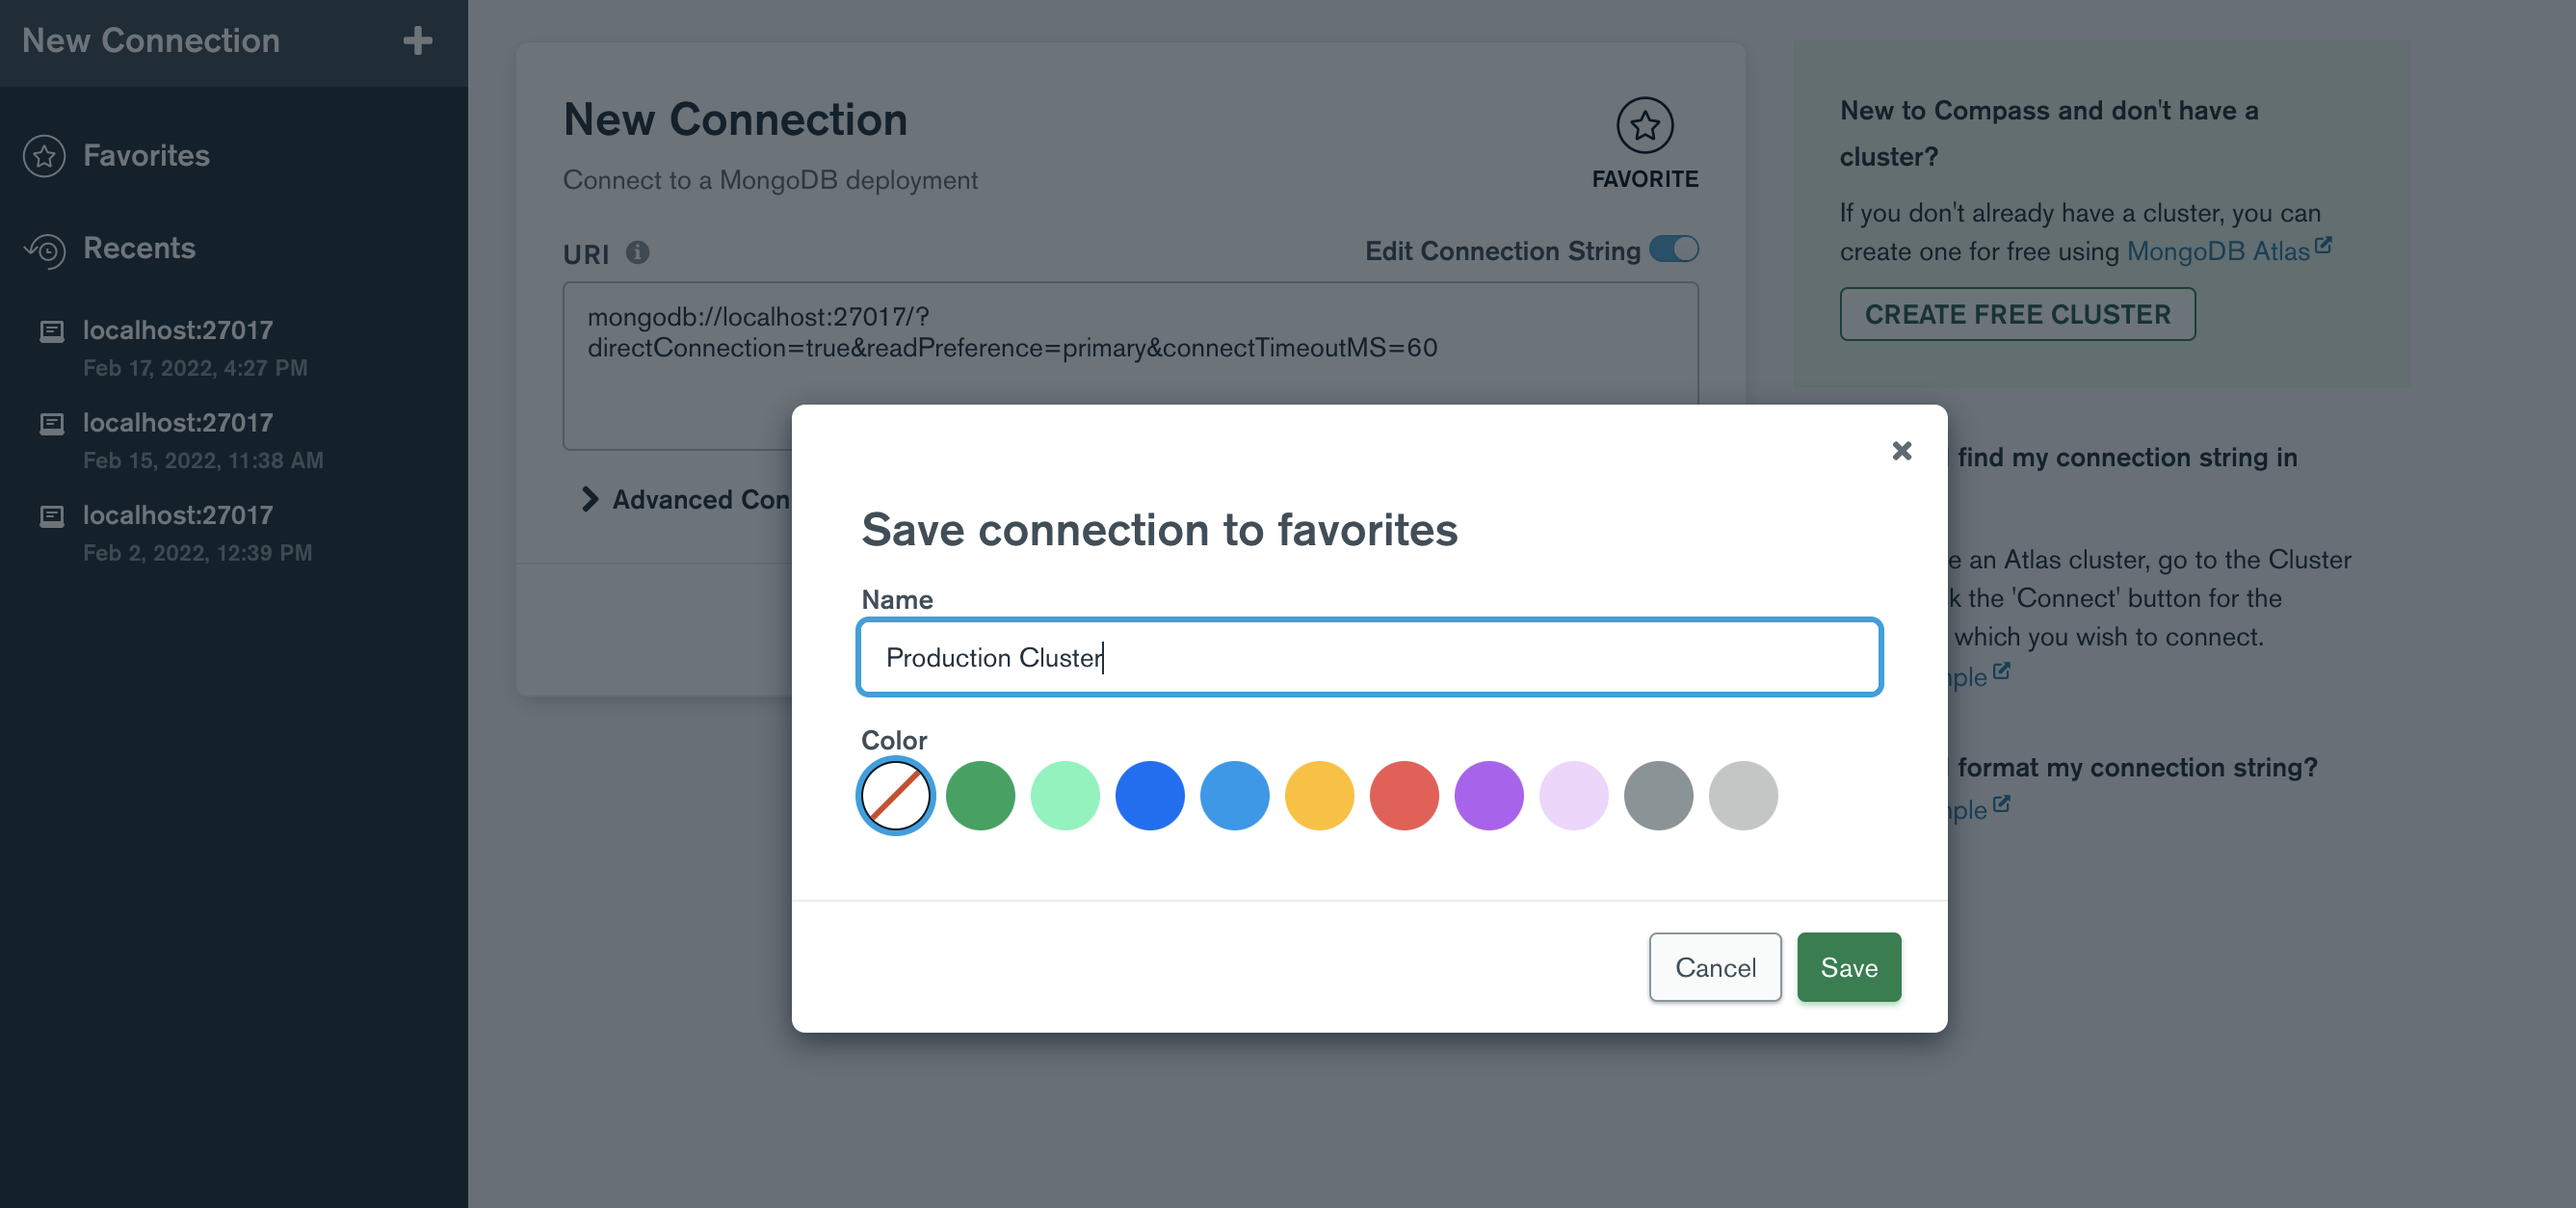 New Connection
Favorites
Recents
localhost:27017
Feb 17, 2022, 4:27 PM
localhost:27017
Feb 15, 2022, 11:38 AM
localhost:27017
Feb 2, 2022, 12:39 PM
New Connection
Connect to a MongoDB deployment
FAVORITE
URI
Edit Connection String
mongodb://localhost:27017/?
directConnection=true&readPreference=primary&connectTimeoutMS=60
Advanced Con
New to Compass and don't have a
cluster?
If you don't already have a cluster, you can
create one for free using MongoDB Atlas
CREATE FREE CLUSTER
find my connection string in
an Atlas cluster, go to the Cluster
the 'Connect' button for the
which you wish to connect.
format my connection string?
Save connection to favorites
Name
Production Cluster
Color
Cancel
Save